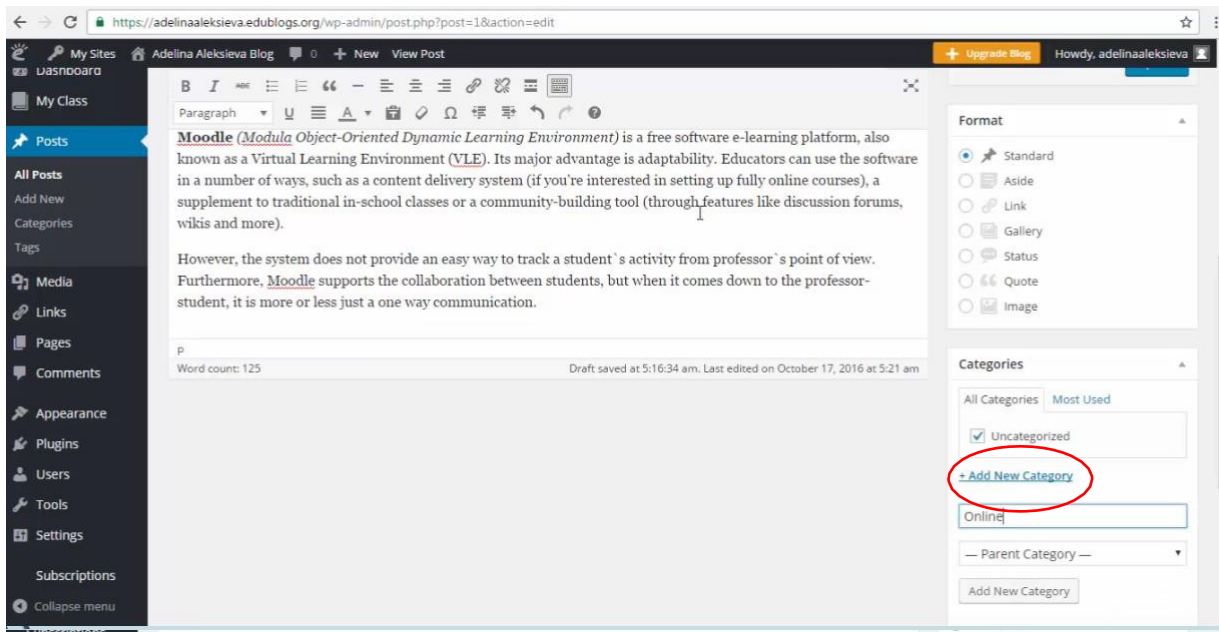 https://adelinaaleksieva.edublogs.org/wp-admin/post.php?post=1&action=edit
My Sites Adelina Aleksieva Blog 0 + New View Post + Upgrade Blog Howdy, adelinaaleksieva
Dashboard
My Class
Posts
All Posts
Add New
Categories
Tags
Media
Links
Pages
Comments
Appearance
Plugins
Users
Tools
Settings
Subscriptions
Collapse menu
B I ABC
Paragraph U A Ω
Moodle (Modula Object-Oriented Dynamic Learning Environment) is a free software e-learning platform, also
known as a Virtual Learning Environment (VLE). Its major advantage is adaptability. Educators can use the software
in a number of ways, such as a content delivery system (if you're interested in setting up fully online courses), a
supplement to traditional in-school classes or a community-building tool (through features like discussion forums,
wikis and more).
However, the system does not provide an easy way to track a student`s activity from professor`s point of view.
Furthermore, Moodle supports the collaboration between students, but when it comes down to the professor-
student, it is more or less just a one way communication.
p
Word count: 125 Draft saved at 5:16:34 am. Last edited on October 17, 2016 at 5:21 am
Format
Standard
Aside
Link
Gallery
Status
Quote
Image
Categories
All Categories Most Used
Uncategorized
+ Add New Category
Online
— Parent Category —
Add New Category